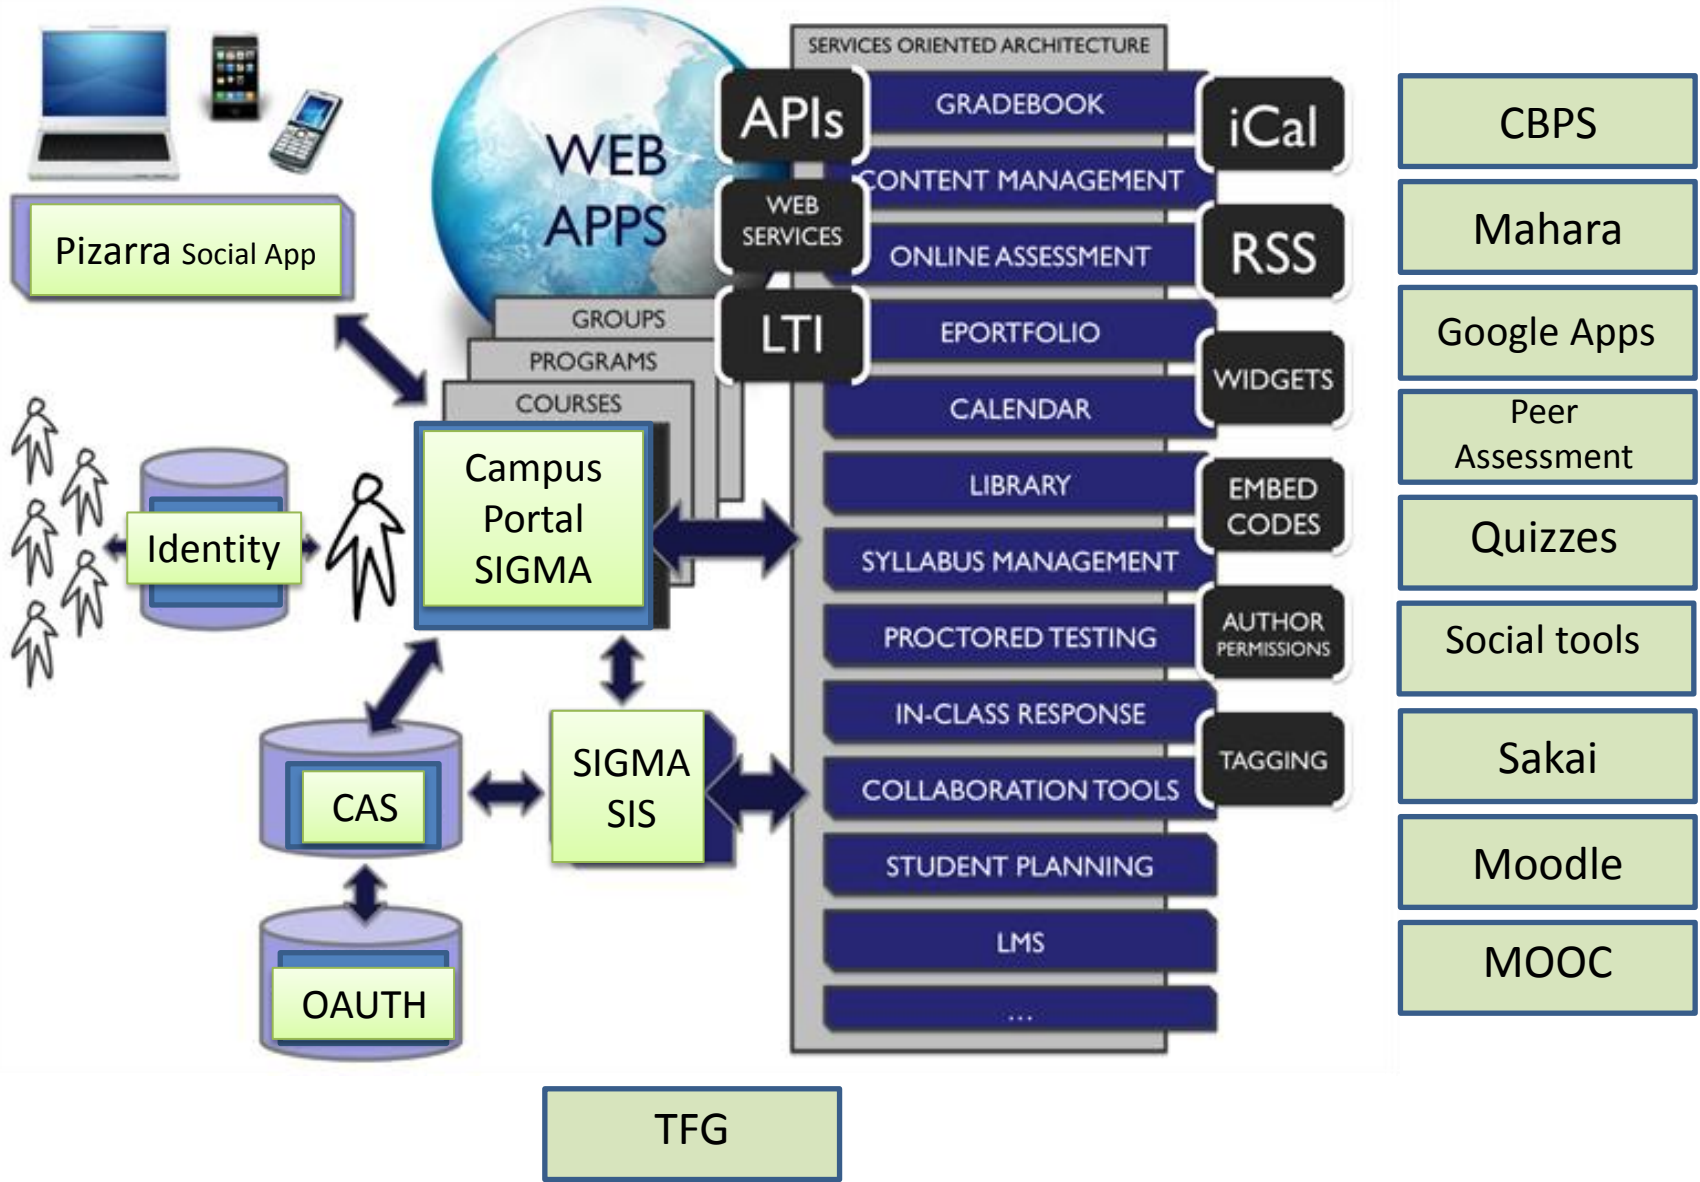 Pizarra Social App
WEB
APPS
GROUPS
PROGRAMS
COURSES
Campus
Portal
SIGMA
Identity
CAS
OAUTH
SIGMA
SIS
SERVICES ORIENTED ARCHITECTURE
APIs
WEB
SERVICES
LTI
GRADEBOOK
CONTENT MANAGEMENT
ONLINE ASSESSMENT
EPORTFOLIO
CALENDAR
LIBRARY
SYLLABUS MANAGEMENT
PROCTORED TESTING
IN-CLASS RESPONSE
COLLABORATION TOOLS
STUDENT PLANNING
LMS
...
iCal
RSS
WIDGETS
EMBED
CODES
AUTHOR
PERMISSIONS
TAGGING
CBPS
Mahara
Google Apps
Peer
Assessment
Quizzes
Social tools
Sakai
Moodle
MOOC
TFG